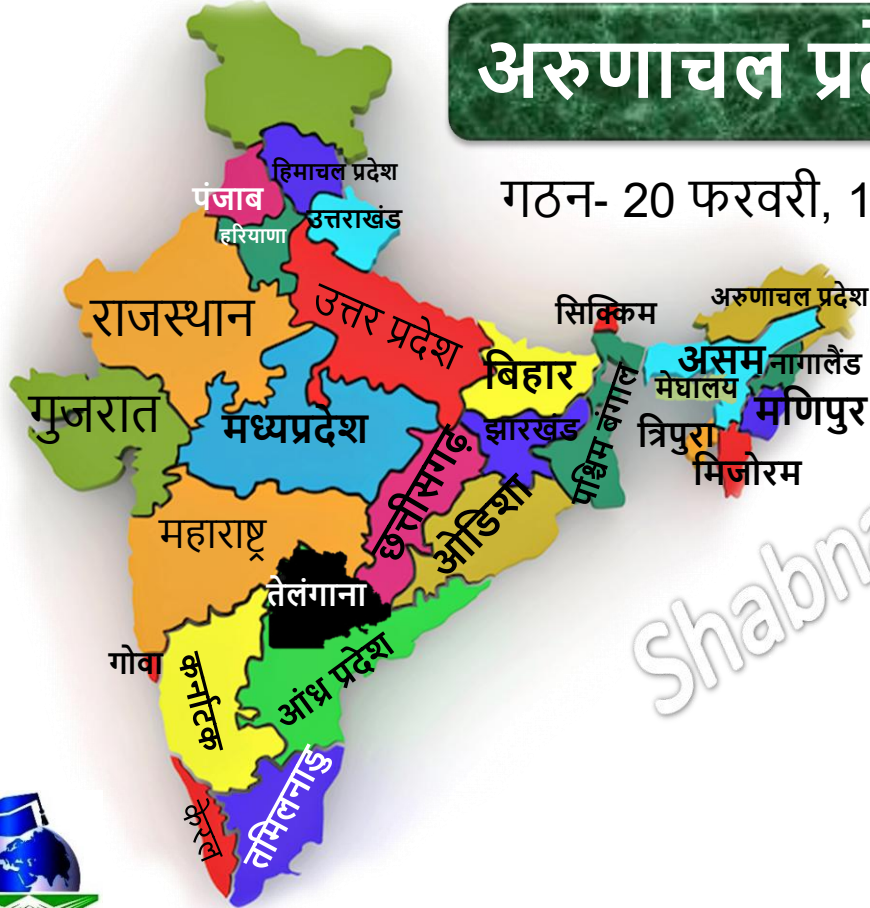 अरुणाचल
गठन- 20 फरवरी, 1
हिमाचल प्रदेश
पंजाब
उत्तराखंड
हरियाणा
राजस्थान
उत्तर प्रदेश
सिक्किम
अरुणाचल प्रदेश
असम
नागालैंड
मेघालय
बिहार
गुजरात
मध्यप्रदेश
झारखंड
पश्चिम बंगाल
त्रिपुरा
मणिपुर
मिजोरम
छत्तीसगढ़
ओडिशा
महाराष्ट्र
तेलंगाना
गोवा
कर्नाटक
आंध्र प्रदेश
केरल
तमिलनाडु